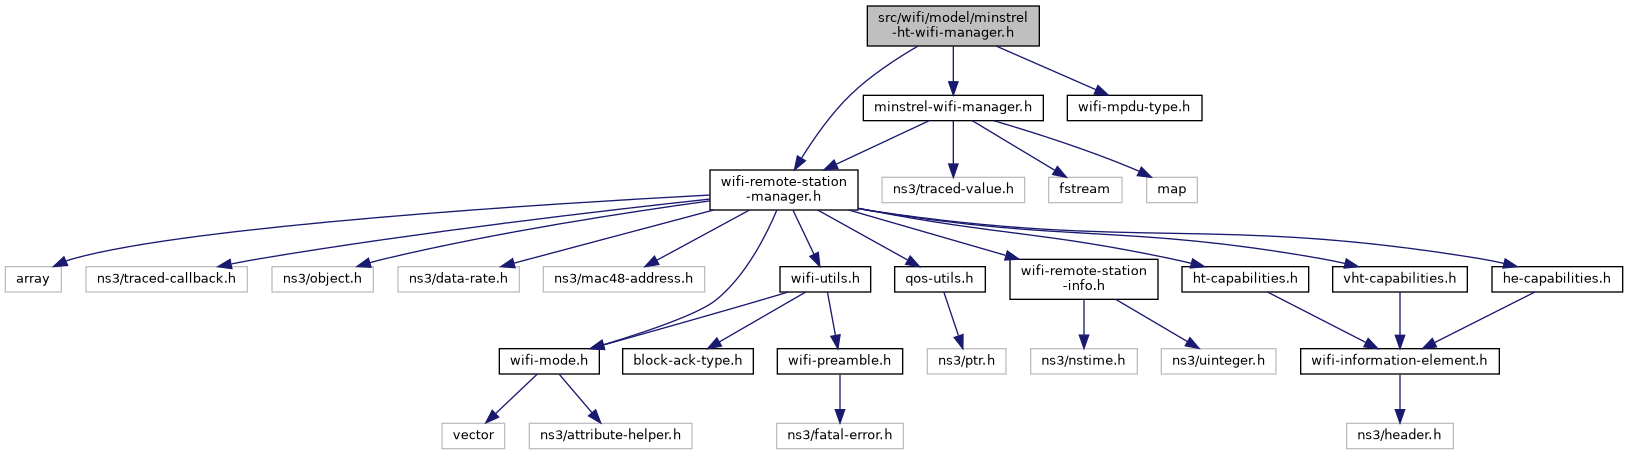 src/wifi/model/minstrel
-ht-wifi-manager.h
minstrel-wifi-manager.h
wifi-mpdu-type.h
wifi-remote-station
-manager.h
ns3/traced-value.h
fstream
map
array
ns3/traced-callback.h
ns3/object.h
ns3/data-rate.h
ns3/mac48-address.h
wifi-utils.h
qos-utils.h
wifi-remote-station
-info.h
ht-capabilities.h
vht-capabilities.h
he-capabilities.h
wifi-mode.h
block-ack-type.h
wifi-preamble.h
ns3/ptr.h
ns3/nstime.h
ns3/uinteger.h
wifi-information-element.h
vector
ns3/attribute-helper.h
ns3/fatal-error.h
ns3/header.h